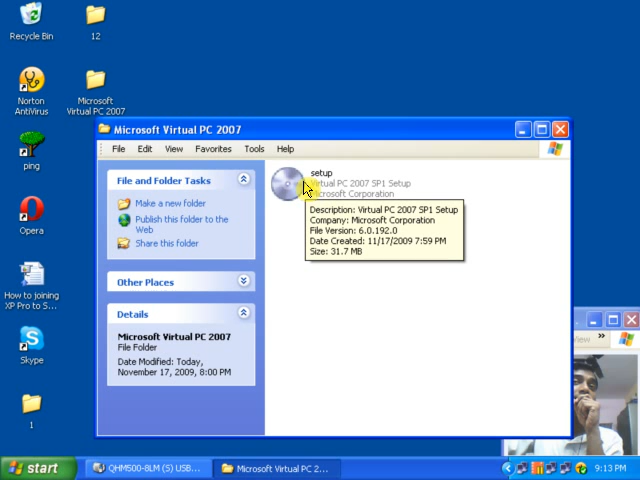 Recycle Bin
12
Norton
AntiVirus
Microsoft
Virtual PC 2007
ping
Opera
How to joining
XP Pro to S...
Skype
1
Microsoft Virtual PC 2007
File Edit View Favorites Tools Help
File and Folder Tasks
Make a new folder
Publish this folder to the
Web
Share this folder
Other Places
Details
Microsoft Virtual PC 2007
File Folder
Date Modified: Today,
November 17, 2009, 8:00 PM
setup
Virtual PC 2007 SP1 Setup
Microsoft Corporation
Description: Virtual PC 2007 SP1 Setup
Company: Microsoft Corporation
File Version: 6.0.192.0
Date Created: 11/17/2009 7:59 PM
Size: 31.7 MB
View »
start
QHM500-8LM (S) USB...
Microsoft Virtual PC 2...
9:13 PM